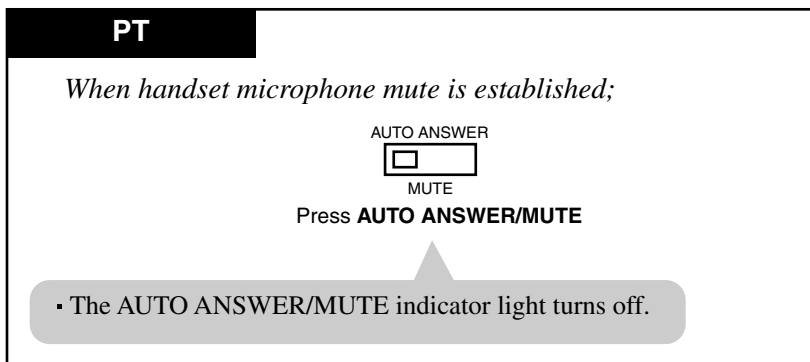 PT
When handset microphone mute is established;
AUTO ANSWER
MUTE
Press AUTO ANSWER/MUTE
▪ The AUTO ANSWER/MUTE indicator light turns off.